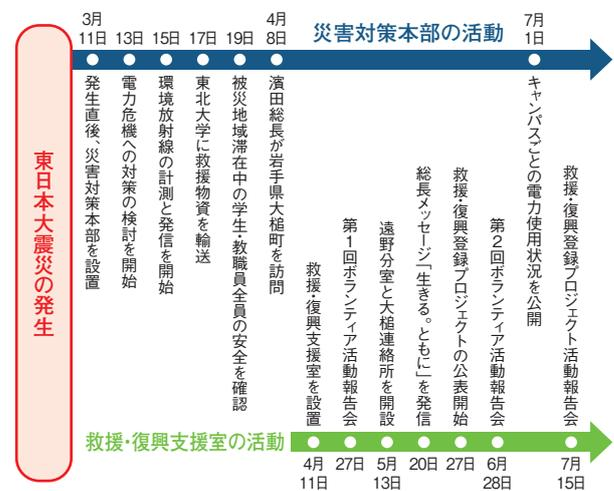 東日本大震災の発生
災害対策本部の活動
3月
11日
発生直後、災害対策本部を設置
13日
電力危機への対策の検討を開始
15日
環境放射線の計測と発信を開始
17日
東北大学に救援物資を輸送
19日
被災地域滞在中の学生・教職員全員の安全を確認
4月
8日
濱田総長が岩手県大槌町を訪問
7月
1日
キャンパスごとの電力使用状況を公開
救援・復興支援室の活動
救援・復興支援室を設置
4月
11日
第1回ボランティア活動報告会
27日
遠野分室と大槌連絡所を開設
5月
13日
総長メッセージ「生きる。ともに」を発信
20日
救援・復興登録プロジェクトの公表開始
27日
第2回ボランティア活動報告会
6月
28日
救援・復興登録プロジェクト活動報告会
7月
15日